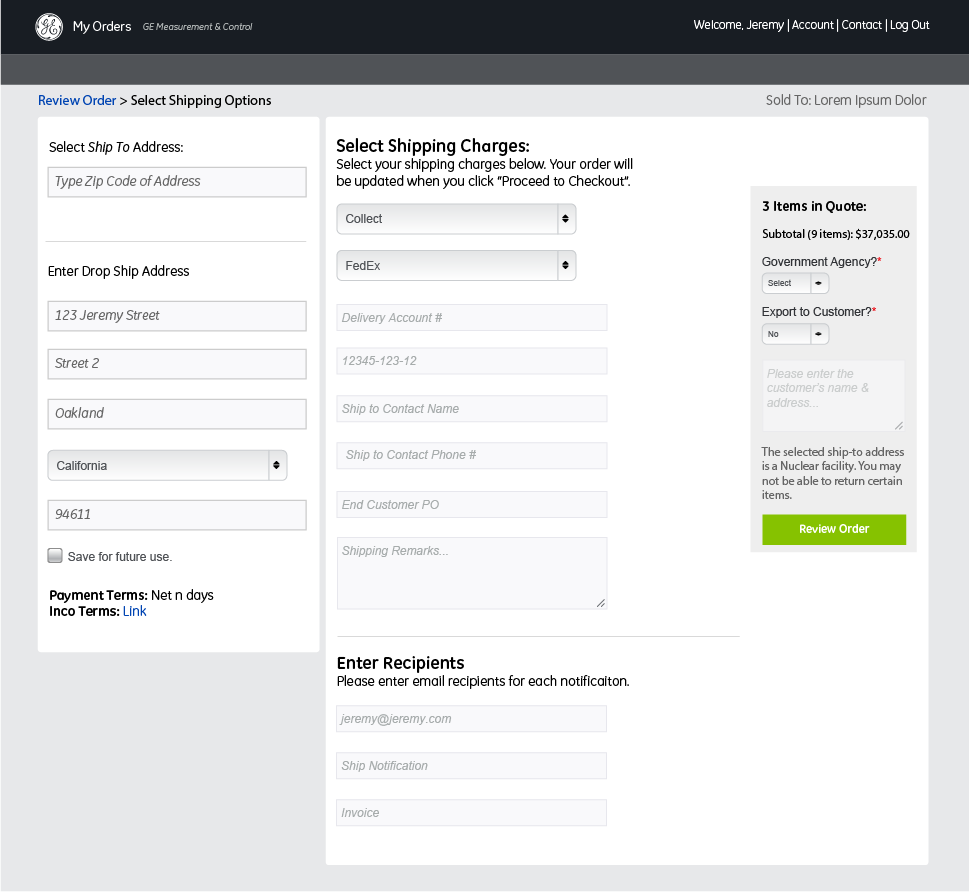 GE My Orders GE Measurement & Control
Welcome, Jeremy | Account | Contact | Log Out
Review Order > Select Shipping Options
Sold To: Lorem Ipsum Dolor
Select Ship To Address:
Type Zip Code of Address
Enter Drop Ship Address
123 Jeremy Street
Street 2
Oakland
California
94611
Save for future use.
Payment Terms: Net n days
Inco Terms: Link
Select Shipping Charges:
Select your shipping charges below. Your order will
be updated when you click "Proceed to Checkout".
Collect
FedEx
Delivery Account #
12345-123-12
Ship to Contact Name
Ship to Contact Phone #
End Customer PO
Shipping Remarks...
Enter Recipients
Please enter email recipients for each notificaiton.
jeremy@jeremy.com
Ship Notification
Invoice
3 Items in Quote:
Subtotal (9 items): $37,035.00
Government Agency?*
Select
Export to Customer?*
No
Please enter the
customer's name &
address...
The selected ship-to address
is a Nuclear facility. You may
not be able to return certain
items.
Review Order